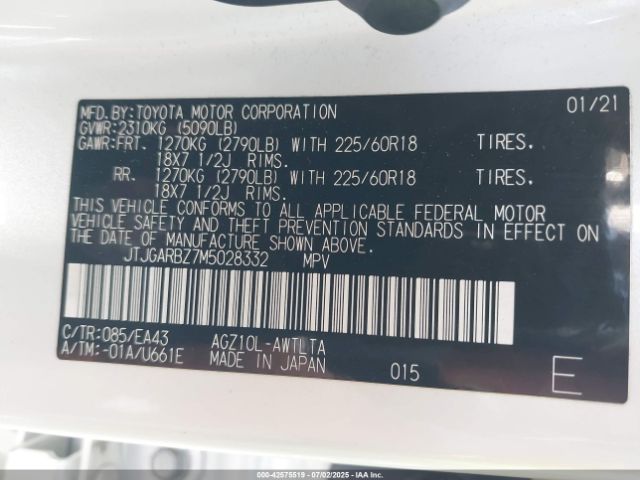 MFD.BY:TOYOTA MOTOR CORPORATION 01/21
GVWR:2310KG (5090LB)
GAWR:FRT. 1270KG (2790LB) WITH 225/60R18 TIRES.
18X7 1/2J RIMS.
RR. 1270KG (2790LB) WITH 225/60R18 TIRES.
18X7 1/2J RIMS.
THIS VEHICLE CONFORMS TO ALL APPLICABLE FEDERAL MOTOR
VEHICLE SAFETY AND THEFT PREVENTION STANDARDS IN EFFECT ON
THE DATE OF MANUFACTURE SHOWN ABOVE.
JTJGARBZ7M5028332 MPV
C/TR:085/EA43 AGZ10L-AWTLTA
A/TM:-01A/U661E MADE IN JAPAN 015 E
000-42575519 - 07/02/2025 - IAAI.COM